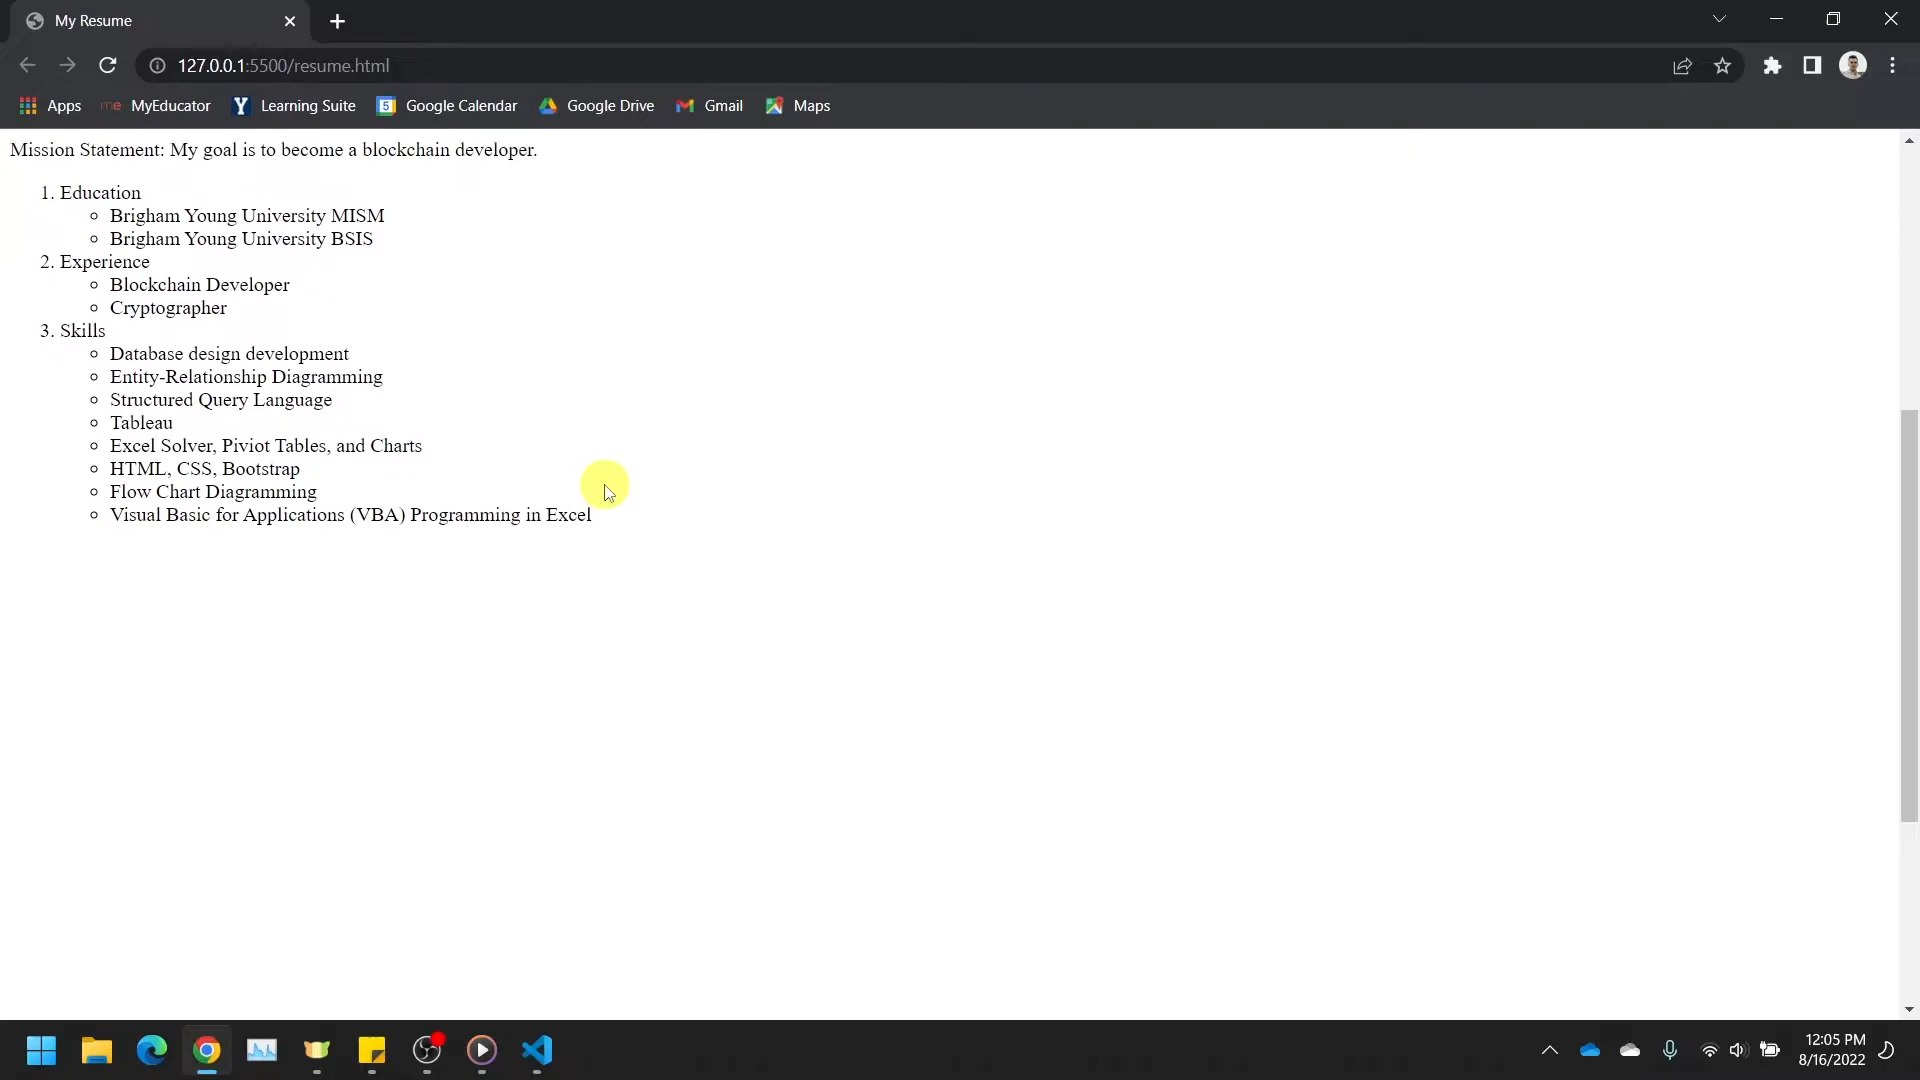 My Resume
127.0.0.1:5500/resume.html
Apps me MyEducator Y Learning Suite 5 Google Calendar Google Drive Gmail Maps
Mission Statement: My goal is to become a blockchain developer.
1. Education
Brigham Young University MISM
Brigham Young University BSIS
2. Experience
Blockchain Developer
Cryptographer
3. Skills
Database design development
Entity-Relationship Diagramming
Structured Query Language
Tableau
Excel Solver, Piviot Tables, and Charts
HTML, CSS, Bootstrap
Flow Chart Diagramming
Visual Basic for Applications (VBA) Programming in Excel
12:05 PM
8/16/2022